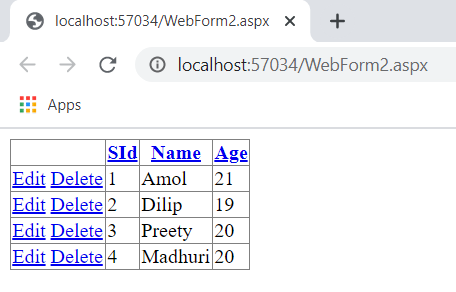 localhost:57034/WebForm2.aspx
localhost:57034/WebForm2.aspx
Apps
SId Name Age
Edit Delete 1 Amol 21
Edit Delete 2 Dilip 19
Edit Delete 3 Preety 20
Edit Delete 4 Madhuri 20